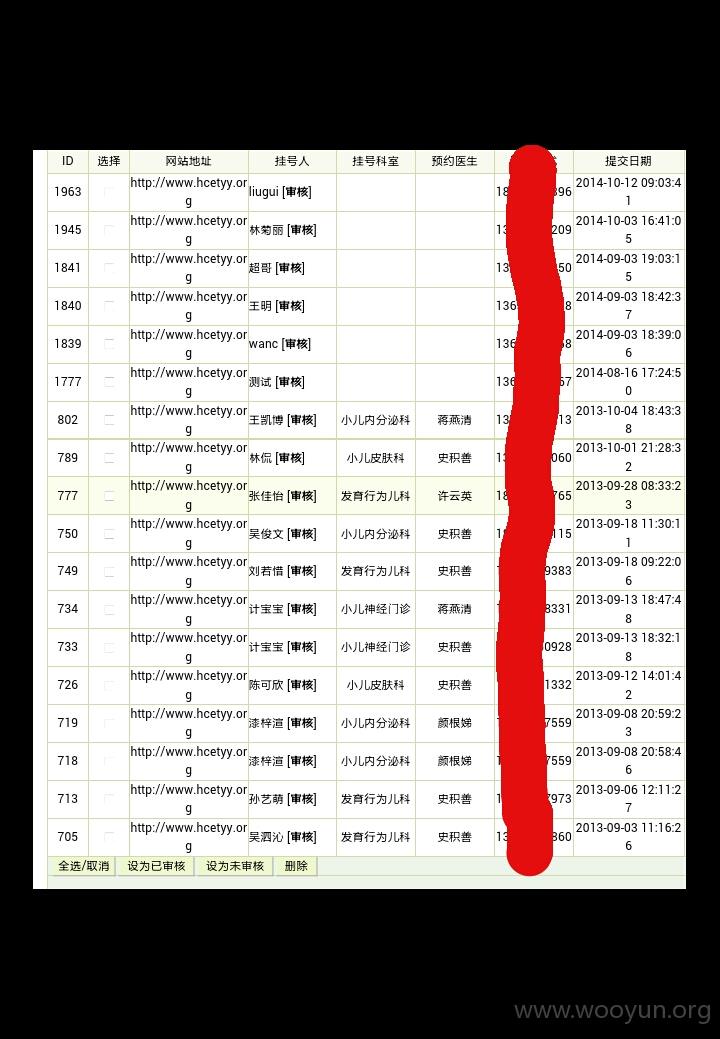 ID 选择 网站地址 挂号人 挂号科室 预约医生 提交日期
1963 http://www.hcetyy.org liugui [审核] 18 396 2014-10-12 09:03:41
1945 http://www.hcetyy.org 林菊丽 [审核] 13 209 2014-10-03 16:41:05
1841 http://www.hcetyy.org 超哥 [审核] 13 50 2014-09-03 19:03:15
1840 http://www.hcetyy.org 王明 [审核] 136 8 2014-09-03 18:42:37
1839 http://www.hcetyy.org wanc [审核] 136 58 2014-09-03 18:39:06
1777 http://www.hcetyy.org 测试 [审核] 136 57 2014-08-16 17:24:50
802 http://www.hcetyy.org 王凯博 [审核] 小儿内分泌科 蒋燕清 13 13 2013-10-04 18:43:38
789 http://www.hcetyy.org 林侃 [审核] 小儿皮肤科 史积善 1 060 2013-10-01 21:28:32
777 http://www.hcetyy.org 张佳怡 [审核] 发育行为儿科 许云英 18 765 2013-09-28 08:33:23
750 http://www.hcetyy.org 吴俊文 [审核] 小儿内分泌科 史积善 1 115 2013-09-18 11:30:11
749 http://www.hcetyy.org 刘若惜 [审核] 发育行为儿科 史积善 9383 2013-09-18 09:22:06
734 http://www.hcetyy.org 计宝宝 [审核] 小儿神经门诊 蒋燕清 8331 2013-09-13 18:47:48
733 http://www.hcetyy.org 计宝宝 [审核] 小儿神经门诊 史积善 0928 2013-09-13 18:32:18
726 http://www.hcetyy.org 陈可欣 [审核] 小儿皮肤科 史积善 1332 2013-09-12 14:01:42
719 http://www.hcetyy.org 漆梓渲 [审核] 小儿内分泌科 颜根娣 1 7559 2013-09-08 20:59:23
718 http://www.hcetyy.org 漆梓渲 [审核] 小儿内分泌科 颜根娣 1 7559 2013-09-08 20:58:46
713 http://www.hcetyy.org 孙艺萌 [审核] 发育行为儿科 史积善 1 7973 2013-09-06 12:11:27
705 http://www.hcetyy.org 吴泗沁 [审核] 发育行为儿科 史积善 13 860 2013-09-03 11:16:26
全选/取消 设为已审核 设为未审核 删除
www.wooyun.org